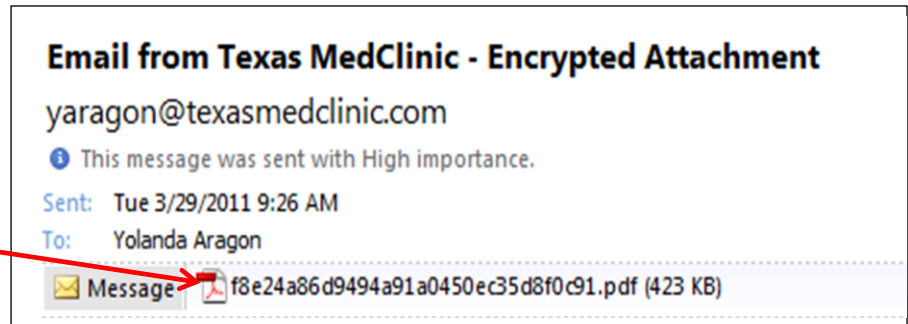 Email from Texas MedClinic - Encrypted Attachment
yaragon@texasmedclinic.com
This message was sent with High importance.
Sent: Tue 3/29/2011 9:26 AM
To: Yolanda Aragon
Message f8e24a86d9494a91a0450ec35d8f0c91.pdf (423 KB)